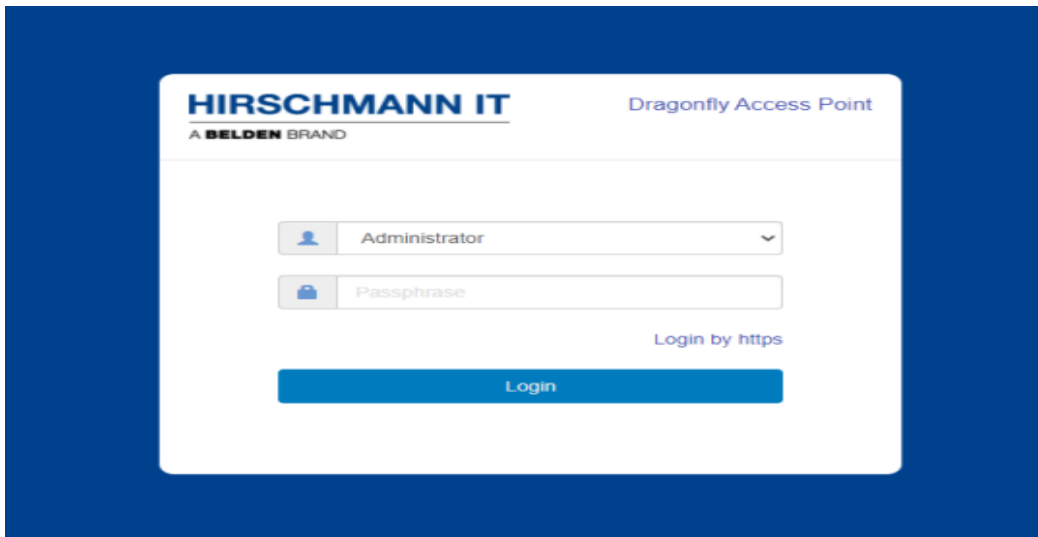 HIRSCHMANN IT
Dragonfly Access Point
A BELDEN BRAND
Administrator
Passphrase
Login by https
Login